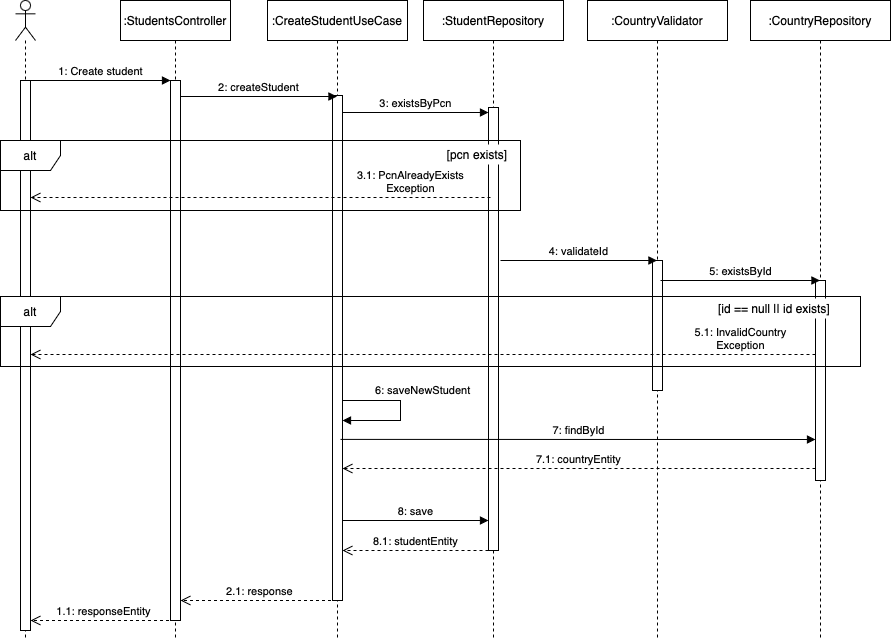 :StudentsController
:CreateStudentUseCase
:StudentRepository
:CountryValidator
:CountryRepository
1: Create student
2: createStudent
3: existsByPcn
alt
[pcn exists]
3.1: PcnAlreadyExists
Exception
4: validateId
5: existsById
alt
[id == null || id exists]
5.1: InvalidCountry
Exception
6: saveNewStudent
7: findById
7.1: countryEntity
8: save
8.1: studentEntity
2.1: response
1.1: responseEntity